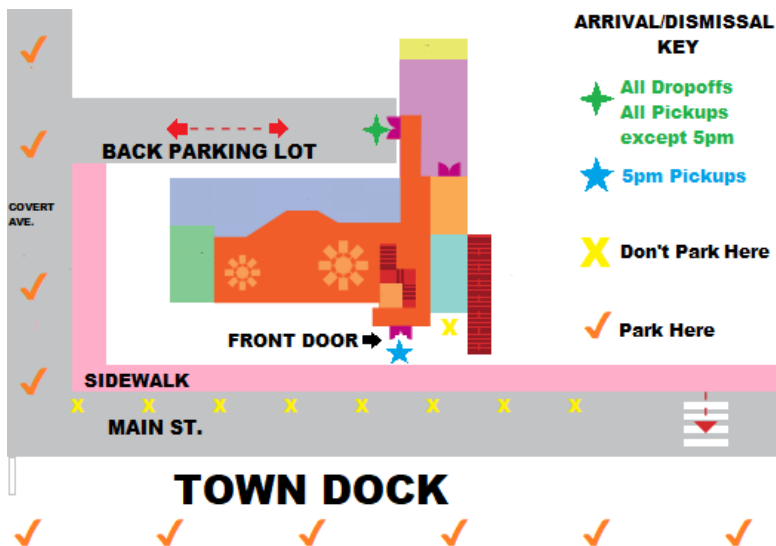 ARRIVAL/DISMISSAL
KEY
All Dropoffs
All Pickups
except 5pm
5pm Pickups
Don't Park Here
Park Here
BACK PARKING LOT
COVERT
AVE.
FRONT DOOR
SIDEWALK
X X X X X X X X
MAIN ST.
TOWN DOCK